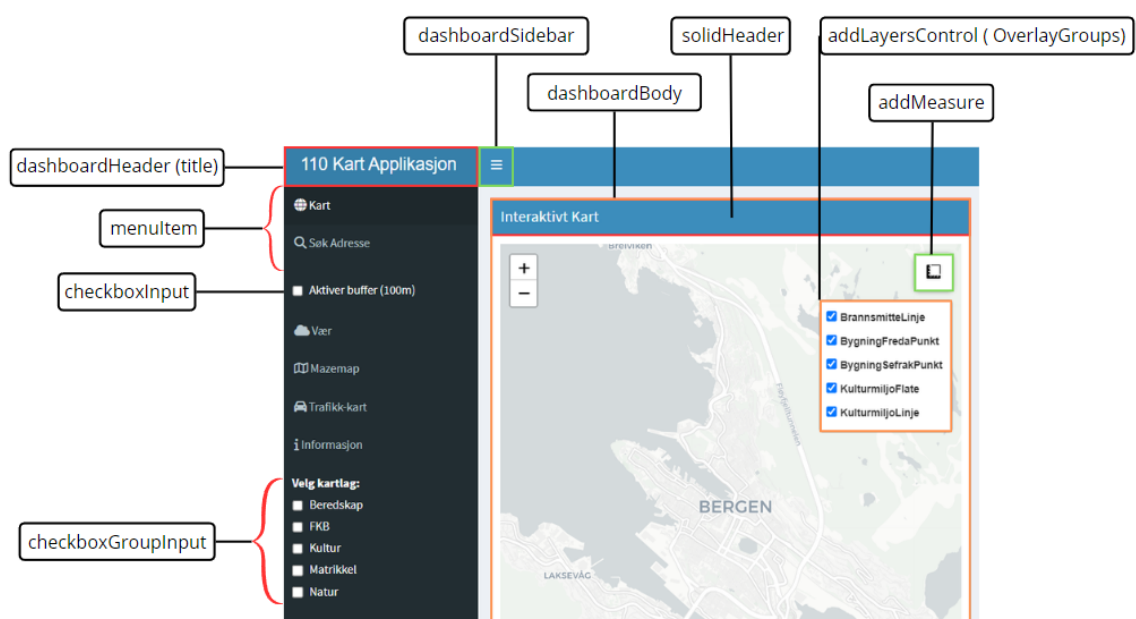 dashboardSidebar
solidHeader
addLayersControl ( OverlayGroups)
dashboardBody
addMeasure
dashboardHeader (title)
110 Kart Applikasjon
menuItem
Kart
Søk Adresse
checkboxInput
Aktiver buffer (100m)
Vær
Mazemap
Trafikk-kart
Informasjon
checkboxGroupInput
Velg kartlag:
Beredskap
FKB
Kultur
Matrikkel
Natur
Interaktivt Kart
Breiviken
+
−
BrannsmitteLinje
BygningFredaPunkt
BygningSefrakPunkt
KulturmiljoFlate
KulturmiljoLinje
Fløyfjelltunnelen
BERGEN
LAKSEVÅG